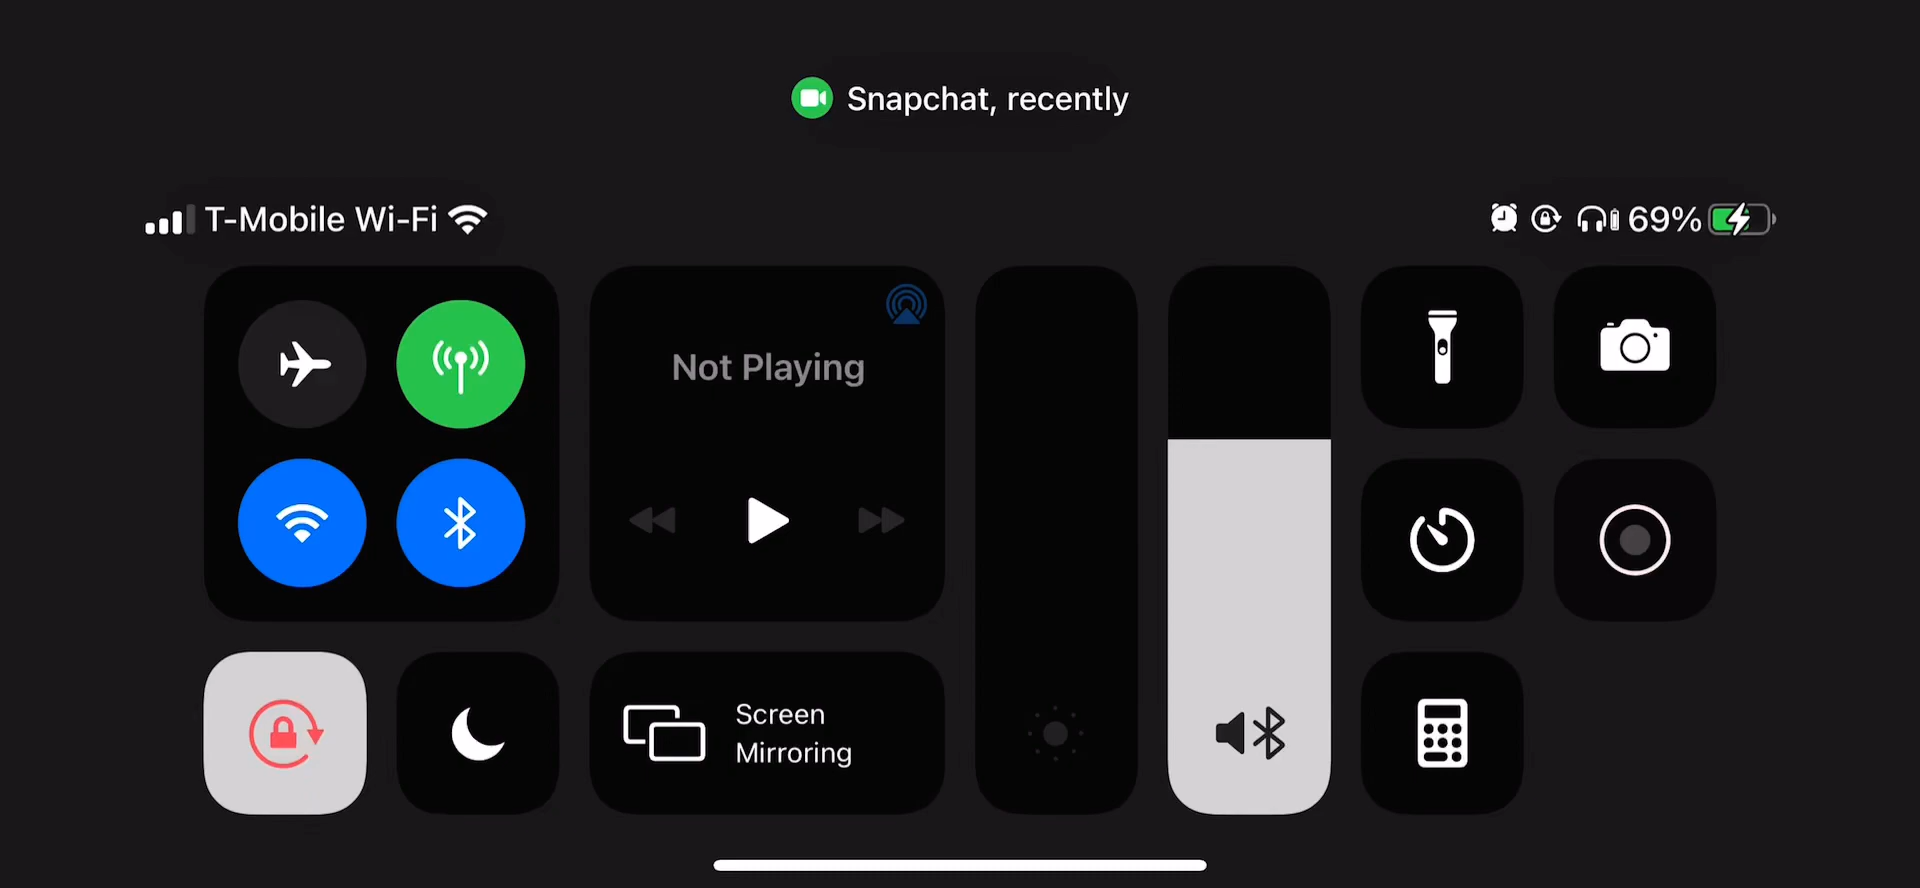 Snapchat, recently
T-Mobile Wi-Fi
69%
Not Playing
Screen
Mirroring